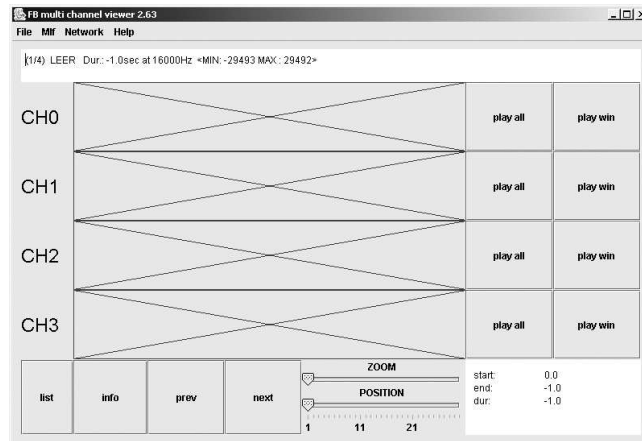 FB multi channel viewer 2.63
File Mlf Network Help
(1/4) LEER Dur.: -1.0sec at 16000Hz <MIN: -29493 MAX : 29492>
CH0 play all play win
CH1 play all play win
CH2 play all play win
CH3 play all play win
list info prev next
ZOOM
POSITION
1 11 21
start: 0.0
end: -1.0
dur: -1.0